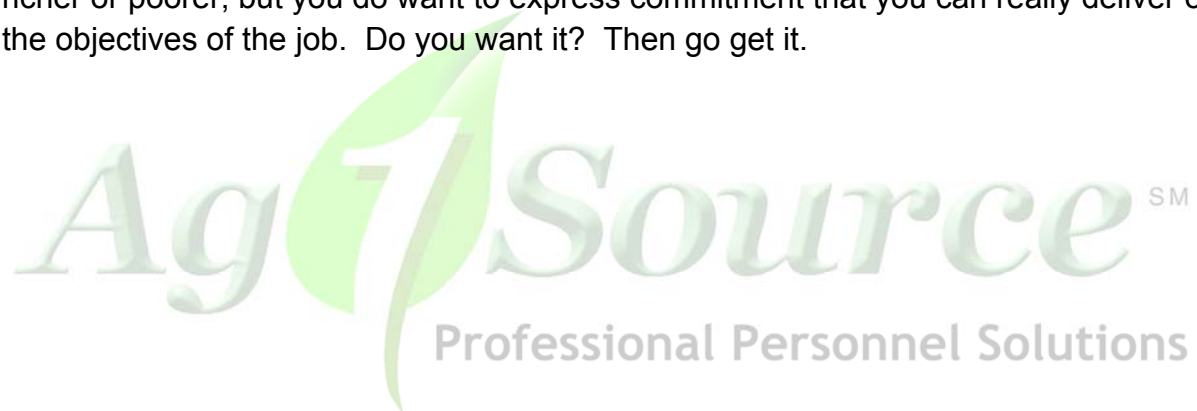 richer or poorer, but you do want to express commitment that you can really deliver
the objectives of the job.  Do you want it?  Then go get it.
Ag1Source SM
Professional Personnel Solutions